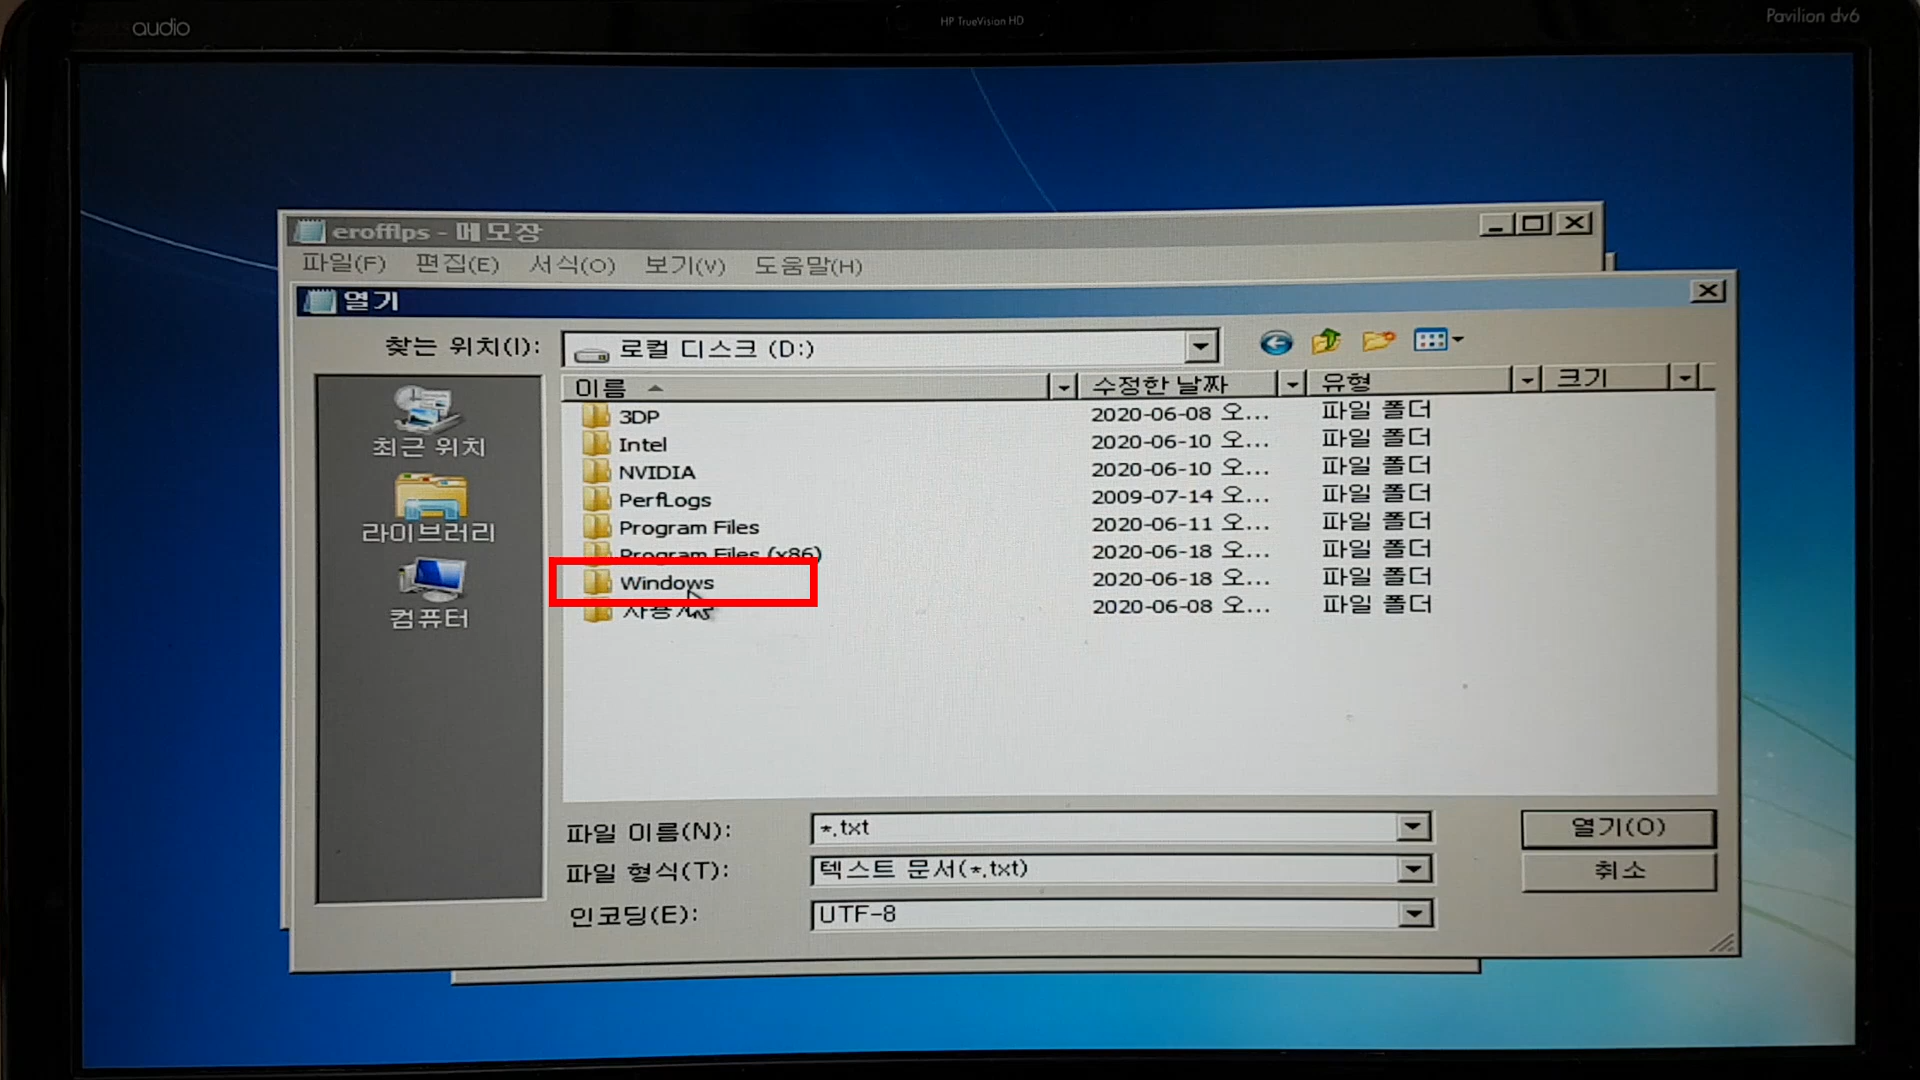 audio
HP TrueVision HD
Pavilion dv6
erofflps - 메모장
파일(F) 편집(E) 서식(O) 보기(V) 도움말(H)
열기
찾는 위치(I): 로컬 디스크 (D:)
이름 수정한 날짜 유형 크기
3DP 2020-06-08 오... 파일 폴더
Intel 2020-06-10 오... 파일 폴더
NVIDIA 2020-06-10 오... 파일 폴더
PerfLogs 2009-07-14 오... 파일 폴더
Program Files 2020-06-11 오... 파일 폴더
Program Files (x86) 2020-06-18 오... 파일 폴더
Windows 2020-06-18 오... 파일 폴더
사용자 2020-06-08 오... 파일 폴더
최근 위치
라이브러리
컴퓨터
파일 이름(N): *.txt 열기(O)
파일 형식(T): 텍스트 문서(*.txt) 취소
인코딩(E): UTF-8